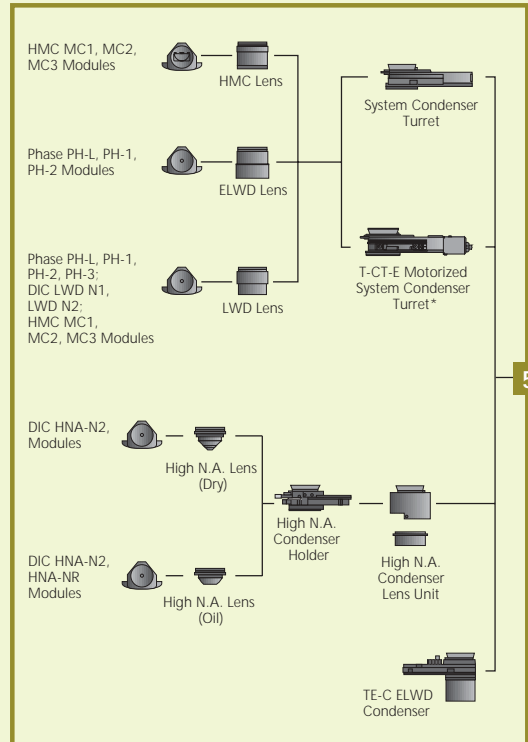 HMC MC1, MC2,
MC3 Modules
HMC Lens
System Condenser
Turret
Phase PH-L, PH-1,
PH-2 Modules
ELWD Lens
Phase PH-L, PH-1,
PH-2, PH-3;
DIC LWD N1,
LWD N2;
HMC MC1,
MC2, MC3 Modules
LWD Lens
T-CT-E Motorized
System Condenser
Turret*
5
DIC HNA-N2,
Modules
High N.A. Lens
(Dry)
High N.A.
Condenser
Holder
High N.A.
Condenser
Lens Unit
DIC HNA-N2,
HNA-NR
Modules
High N.A. Lens
(Oil)
TE-C ELWD
Condenser